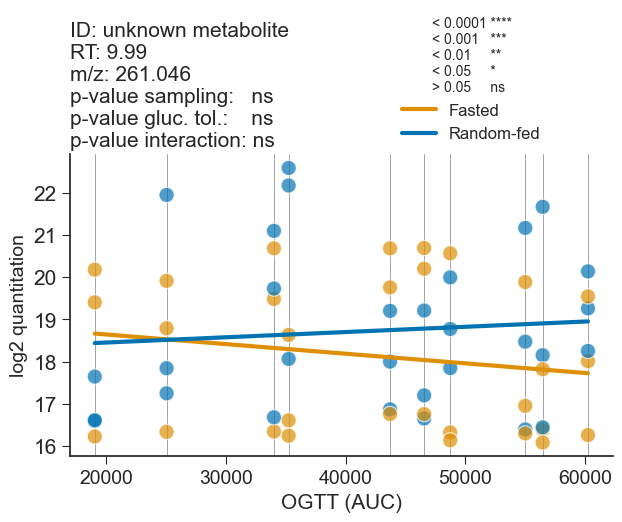 ID: unknown metabolite
RT: 9.99
m/z: 261.046
p-value sampling: ns
p-value gluc. tol.: ns
p-value interaction: ns
< 0.0001 ****
< 0.001 ***
< 0.01 **
< 0.05 *
> 0.05 ns
Fasted
Random-fed
log2 quantitation
22
21
20
19
18
17
16
20000 30000 40000 50000 60000
OGTT (AUC)